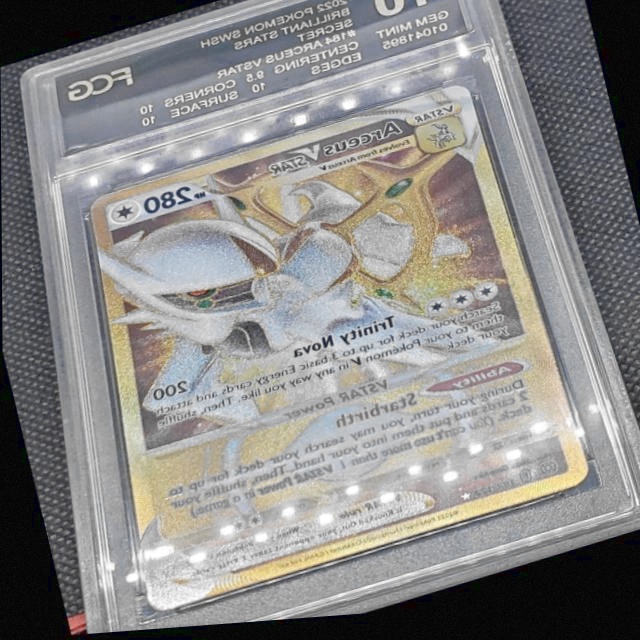 10
GEM MINT
01041865
2022 POKEMON SWSH
BRILLIANT STARS
SECRET
ARCEUS VSTAR
CENTERING 9.5 CORNERS 10
EDGES 10 SURFACE 10
FCG
VSTAR
Arceus VSTAR
Evolves from Arceus V
280
Trinity Nova 200
Search your deck for up to 3 Basic Energy cards and attach
them to your Pokémon V in any way you like. Then, shuffle
your deck.
VSTAR Power
Ability
Starbirth
During your turn, you may search your deck for up to
2 cards and put them into your hand. Then, shuffle your
deck. (You can't use more than 1 VSTAR Power in a game.)